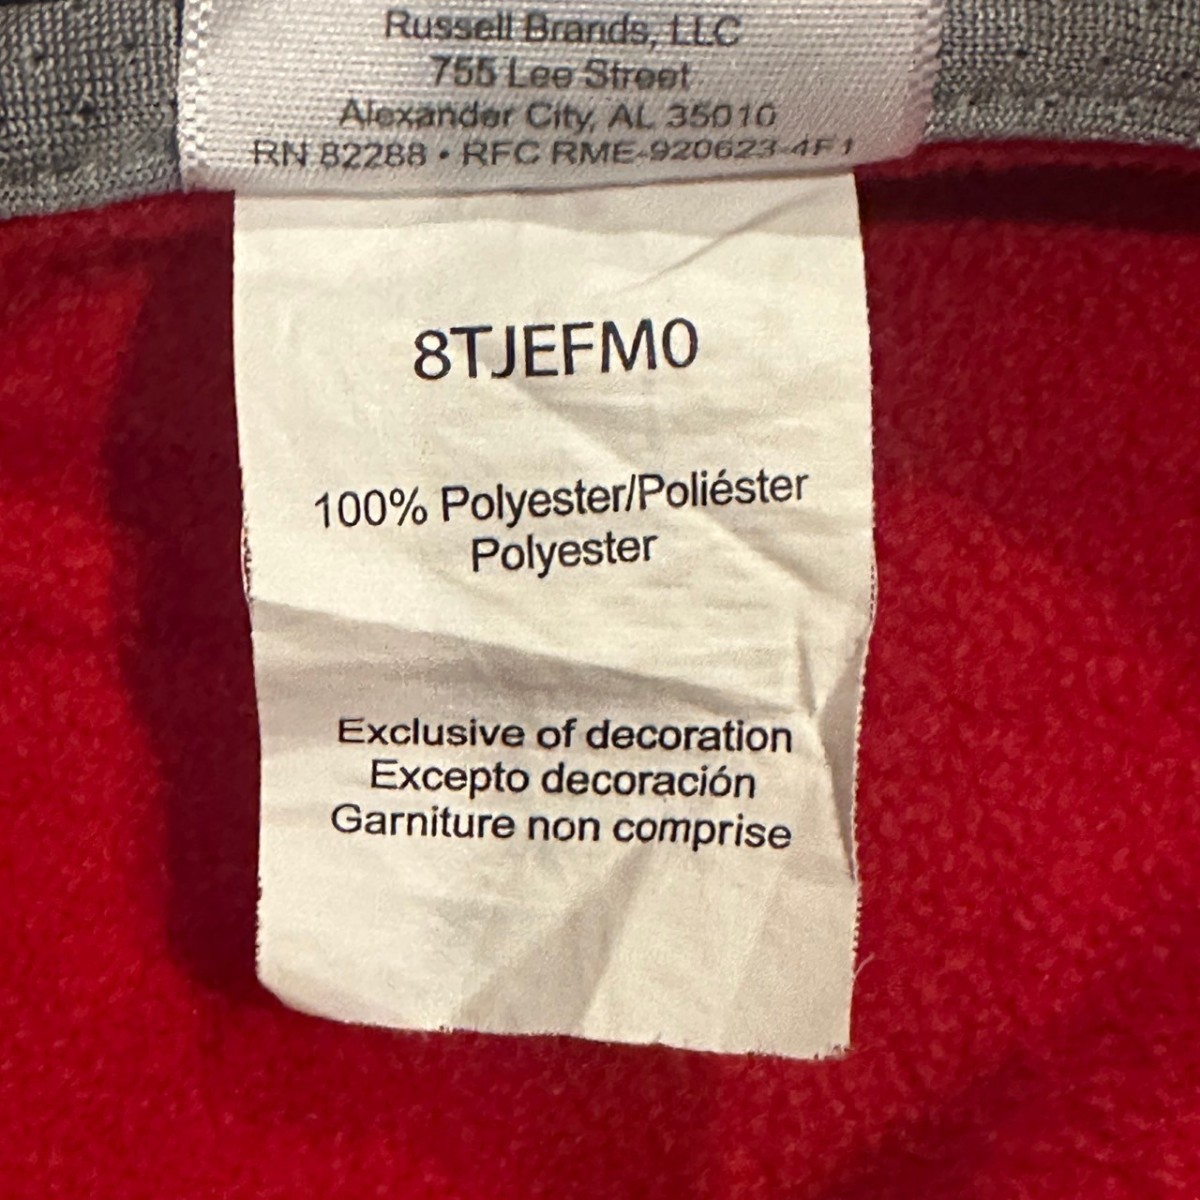 Russell Brands, LLC
755 Lee Street
Alexander City, AL 35010
RN 82288 • RFC RME-920623-4F1
8TJEFM0
100% Polyester/Poliéster
Polyester
Exclusive of decoration
Excepto decoración
Garniture non comprise